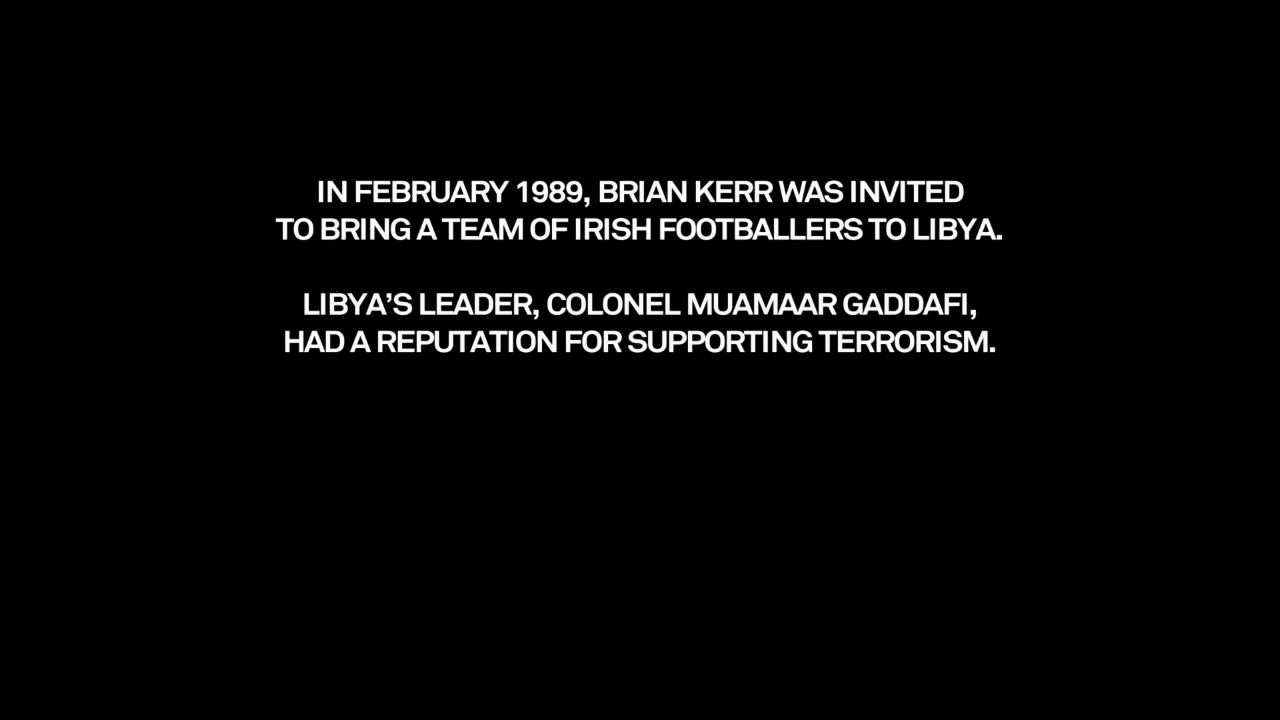 IN FEBRUARY 1989, BRIAN KERR WAS INVITED
TO BRING A TEAM OF IRISH FOOTBALLERS TO LIBYA.
LIBYA’S LEADER, COLONEL MUAMAAR GADDAFI,
HAD A REPUTATION FOR SUPPORTING TERRORISM.